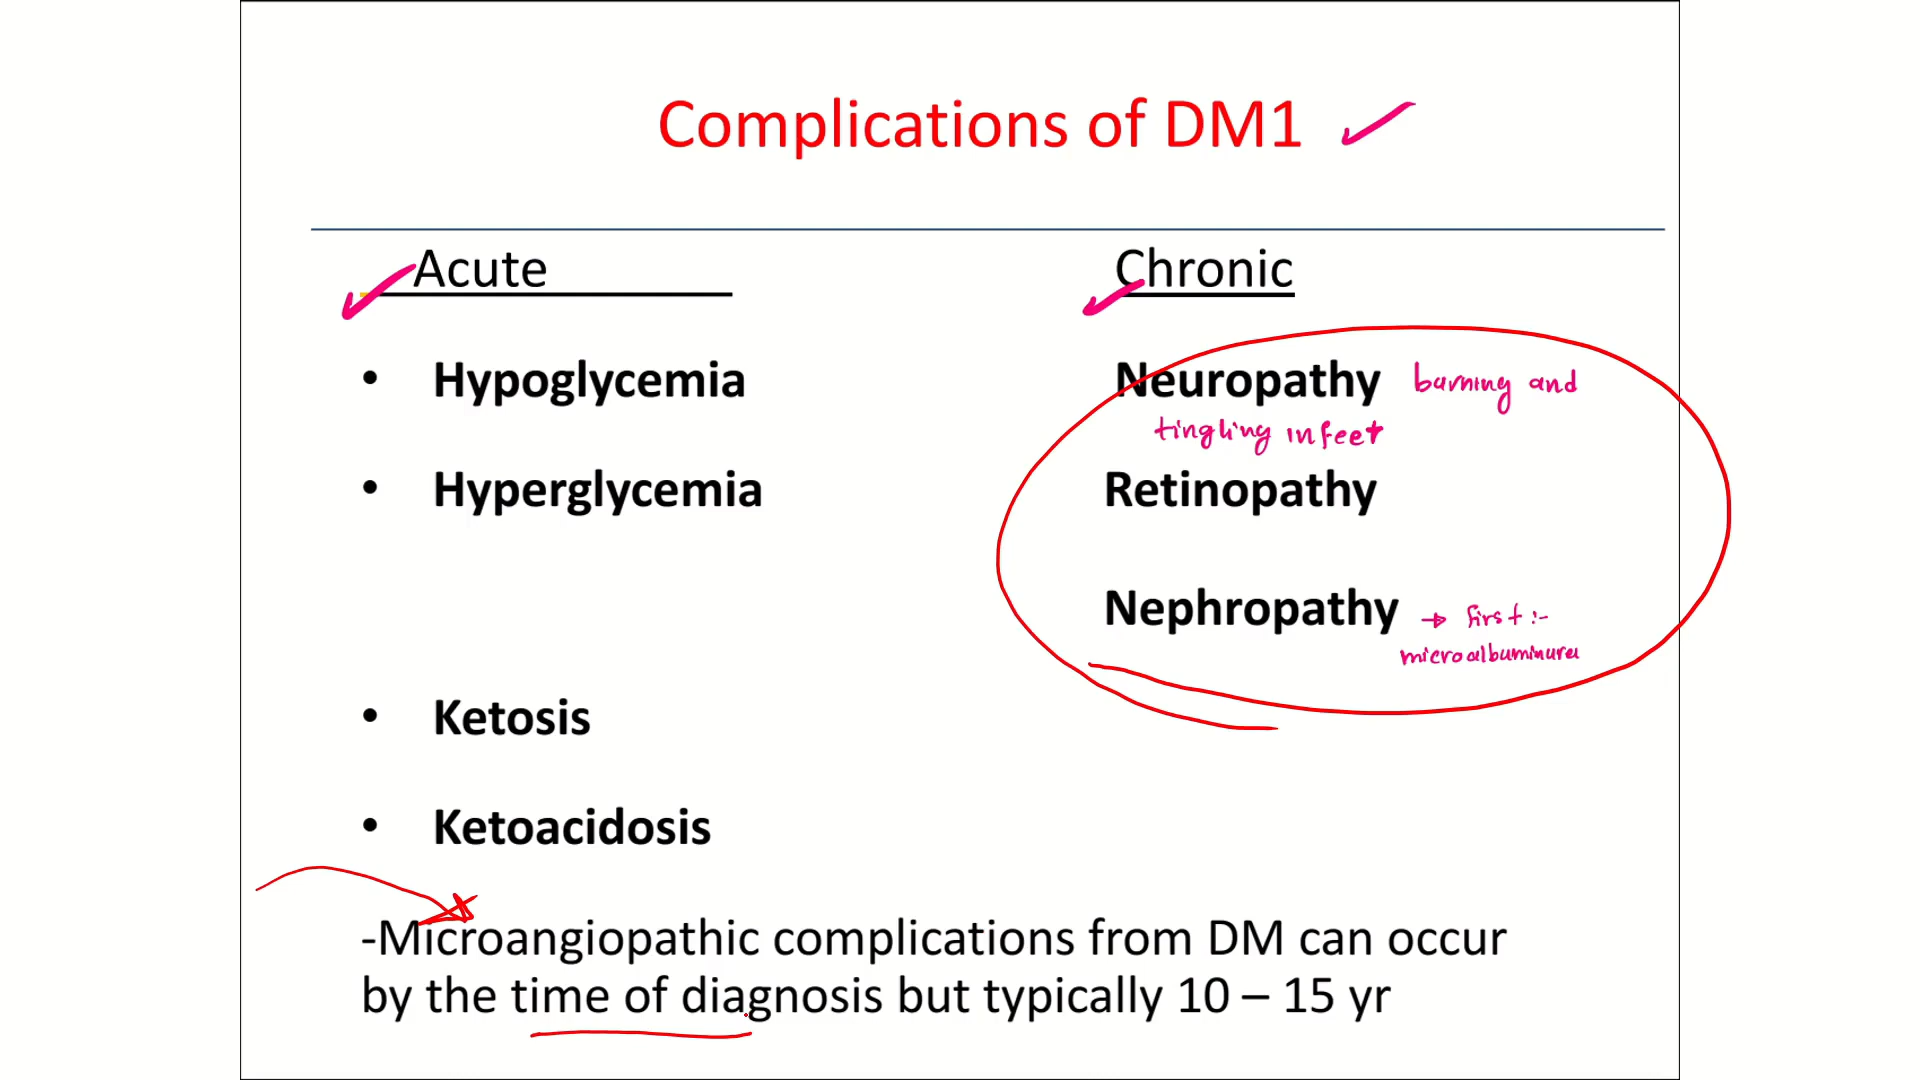 Complications of DM1
Acute
• Hypoglycemia
• Hyperglycemia
• Ketosis
• Ketoacidosis
Chronic
Neuropathy burning and
tingling in feet
Retinopathy
Nephropathy → first :-
microalbuminurea
-Microangiopathic complications from DM can occur
by the time of diagnosis but typically 10 – 15 yr